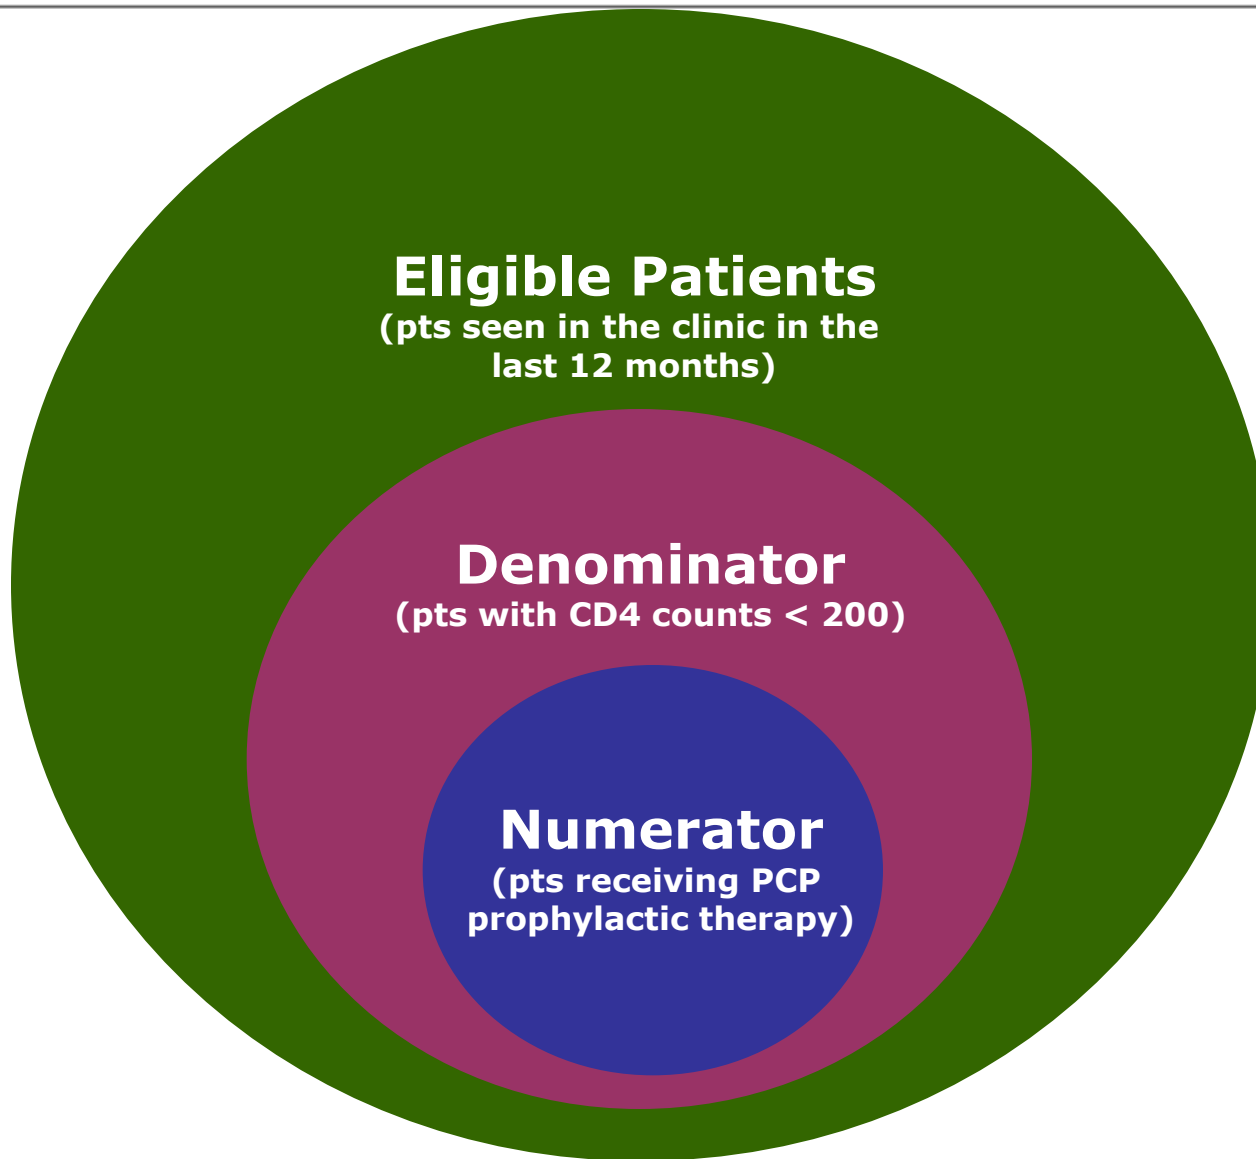 Eligible Patients
(pts seen in the clinic in the
last 12 months)
Denominator
(pts with CD4 counts < 200)
Numerator
(pts receiving PCP
prophylactic therapy)